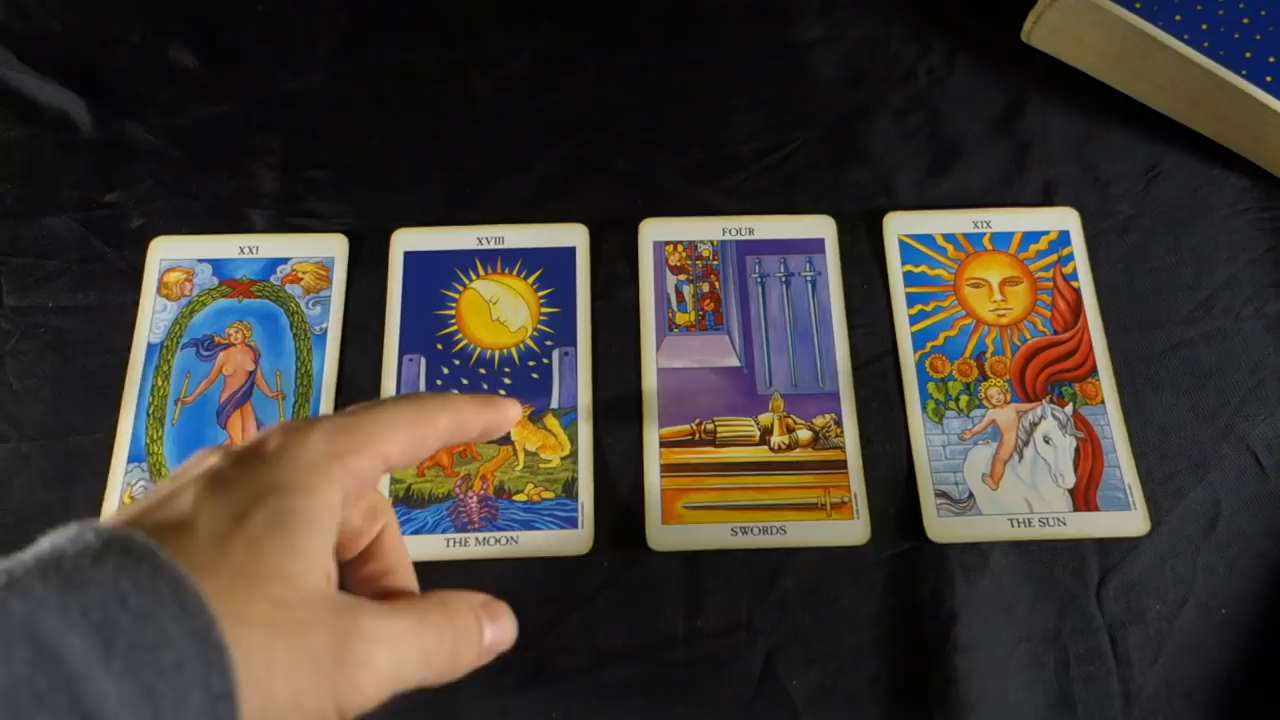 XXI
XVIII
THE MOON
FOUR
SWORDS
XIX
THE SUN